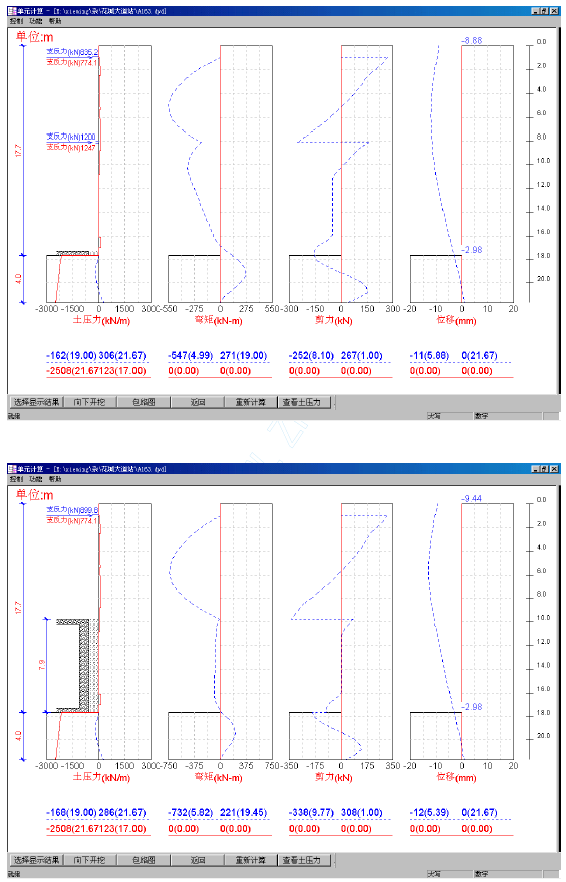 单元计算 - [E:\xieming\杂\花城大道站\A163.dyd]
控制 功能 帮助
单位:m
支反力(kN)835.2
支反力(kN)774.1
支反力(kN)1200
支反力(kN)1247
17.7
4.0
-8.88
-2.98
0.0
2.0
4.0
6.0
8.0
10.0
12.0
14.0
16.0
18.0
20.0
-3000 -1500 0 1500 3000
-550 -275 0 275 550
-300 -150 0 150 300
-20 -10 0 10 20
土压力(kN/m) 弯矩(kN-m) 剪力(kN) 位移(mm)
-162(19.00) 306(21.67) -547(4.99) 271(19.00) -252(8.10) 267(1.00) -11(5.88) 0(21.67)
-2508(21.67123(17.00) 0(0.00) 0(0.00) 0(0.00) 0(0.00) 0(0.00) 0(0.00)
选择显示结果 向下开挖 包络图 返回 重新计算 查看土压力
就绪 大写 数字
单元计算 - [E:\xieming\杂\花城大道站\A163.dyd]
控制 功能 帮助
单位:m
支反力(kN)899.8
支反力(kN)774.1
17.7
7.9
4.0
-9.44
-2.98
0.0
2.0
4.0
6.0
8.0
10.0
12.0
14.0
16.0
18.0
20.0
-3000 -1500 0 1500 3000
-750 -375 0 375 750
-350 -175 0 175 350
-20 -10 0 10 20
土压力(kN/m) 弯矩(kN-m) 剪力(kN) 位移(mm)
-168(19.00) 286(21.67) -732(5.82) 221(19.45) -338(9.77) 308(1.00) -12(5.39) 0(21.67)
-2508(21.67123(17.00) 0(0.00) 0(0.00) 0(0.00) 0(0.00) 0(0.00) 0(0.00)
选择显示结果 向下开挖 包络图 返回 重新计算 查看土压力
就绪 大写 数字